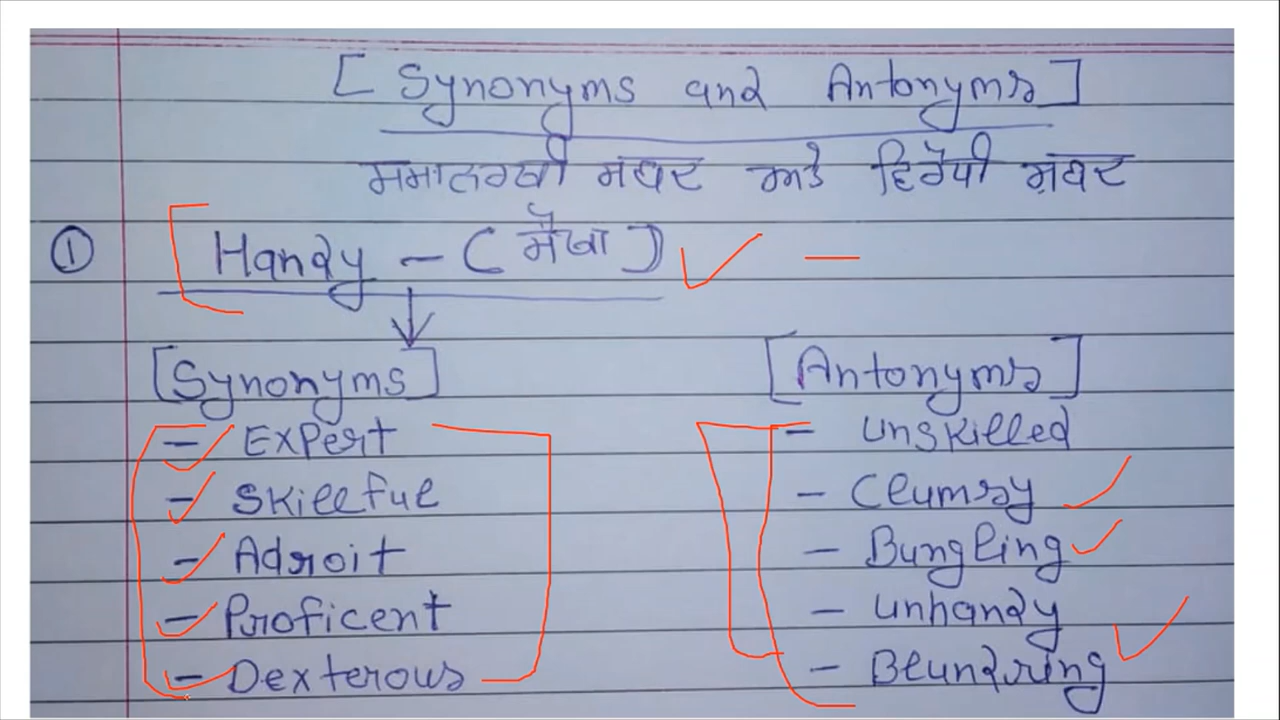 [Synonyms and Antonyms]
ਸਮਾਨਰਥੀ ਸ਼ਬਦ ਅਤੇ ਵਿਰੋਧੀ ਸ਼ਬਦ
① Handy – (ਸੌਖਾ)
[Synonyms]
– Expert
– Skillful
– Adroit
– Proficent
– Dexterous
[Antonyms]
– unskilled
– Clumsy
– Bungling
– unhandy
– Blundring